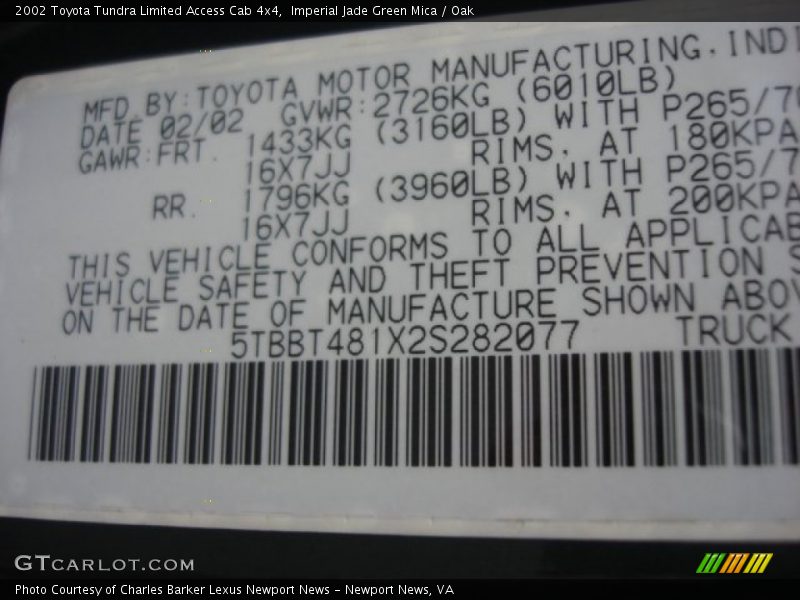 2002 Toyota Tundra Limited Access Cab 4x4,  Imperial Jade Green Mica / Oak
MFD.BY:TOYOTA MOTOR MANUFACTURING.INDI
DATE 02/02 GVWR:2726KG (6010LB)
GAWR:FRT. 1433KG (3160LB) WITH P265/70
16X7JJ RIMS. AT 180KPA
RR. 1796KG (3960LB) WITH P265/7
16X7JJ RIMS. AT 200KPA
THIS VEHICLE CONFORMS TO ALL APPLICAB
VEHICLE SAFETY AND THEFT PREVENTION S
ON THE DATE OF MANUFACTURE SHOWN ABOV
5TBBT481X2S282077 TRUCK
GTCARLOT.COM
Photo Courtesy of Charles Barker Lexus Newport News - Newport News, VA